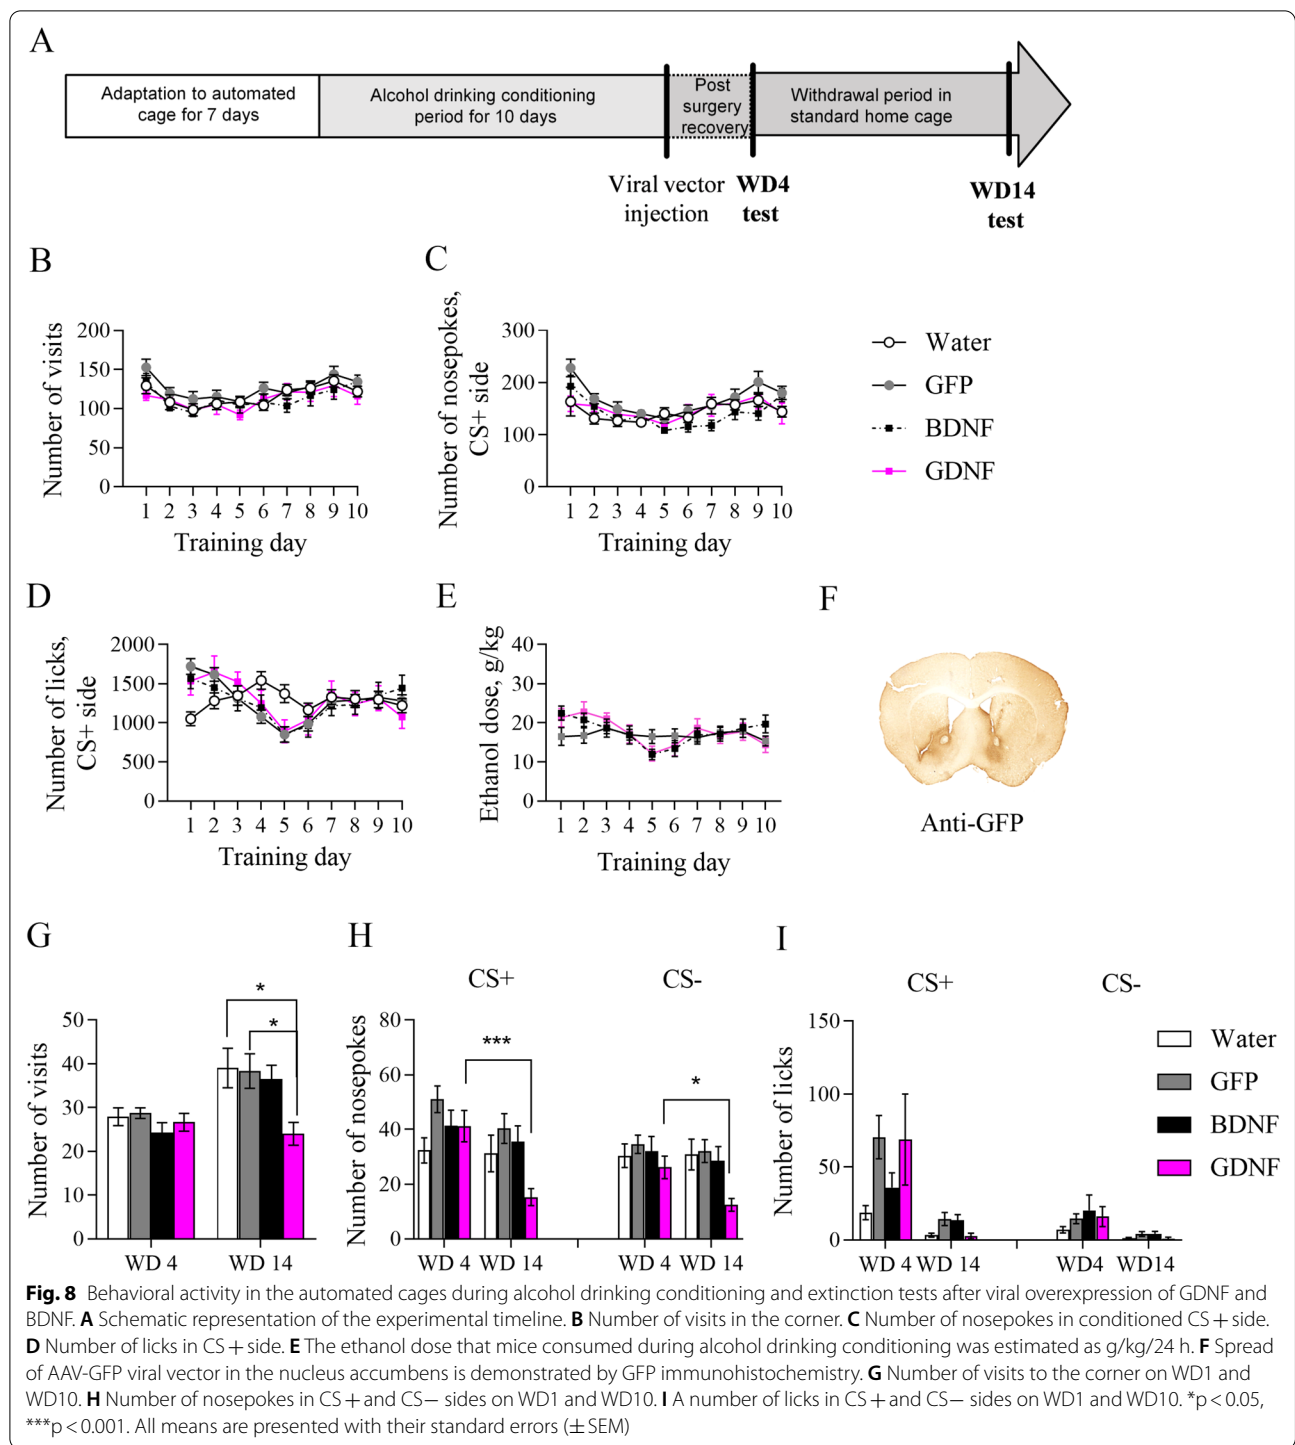 A
Adaptation to automated
cage for 7 days
Alcohol drinking conditioning
period for 10 days
Post
surgery
recovery
Withdrawal period in
standard home cage
Viral vector
injection
WD4
test
WD14
test
B
Number of visits
200
150
100
50
0
1 2 3 4 5 6 7 8 9 10
Training day
C
Number of nosepokes,
CS+ side
300
200
100
0
1 2 3 4 5 6 7 8 9 10
Training day
Water
GFP
BDNF
GDNF
D
Number of licks,
CS+ side
2000
1500
1000
500
0
1 2 3 4 5 6 7 8 9 10
Training day
E
Ethanol dose, g/kg
40
30
20
10
0
1 2 3 4 5 6 7 8 9 10
Training day
F
Anti-GFP
G
Number of visits
50
40
30
20
10
0
*
*
WD 4 WD 14
H
CS+ CS-
Number of nosepokes
80
60
40
20
0
***
*
WD 4 WD 14 WD 4 WD 14
I
CS+ CS-
Number of licks
150
100
50
0
WD 4 WD 14 WD4 WD14
Water
GFP
BDNF
GDNF
Fig. 8 Behavioral activity in the automated cages during alcohol drinking conditioning and extinction tests after viral overexpression of GDNF and
BDNF. A Schematic representation of the experimental timeline. B Number of visits in the corner. C Number of nosepokes in conditioned CS + side.
D Number of licks in CS + side. E The ethanol dose that mice consumed during alcohol drinking conditioning was estimated as g/kg/24 h. F Spread
of AAV-GFP viral vector in the nucleus accumbens is demonstrated by GFP immunohistochemistry. G Number of visits to the corner on WD1 and
WD10. H Number of nosepokes in CS + and CS− sides on WD1 and WD10. I A number of licks in CS + and CS− sides on WD1 and WD10. *p < 0.05,
***p < 0.001. All means are presented with their standard errors (± SEM)